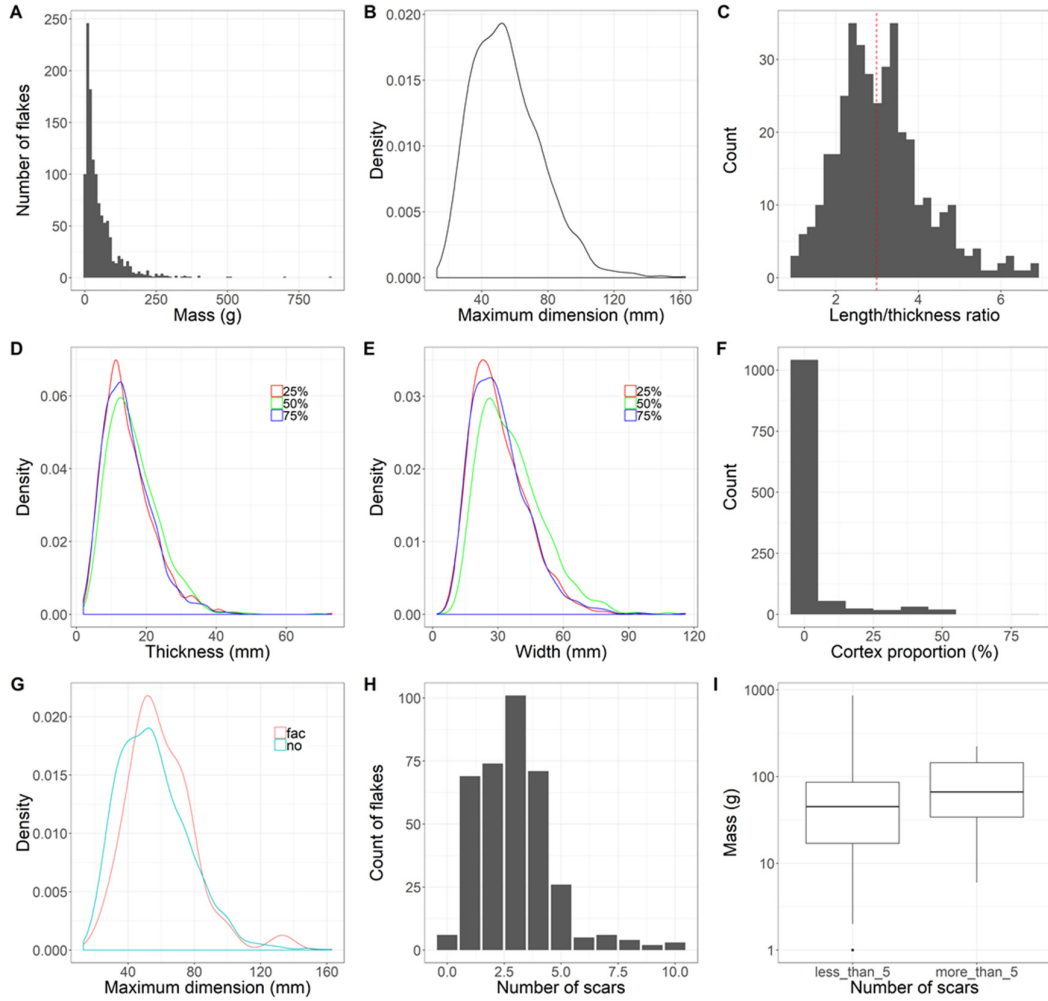 A
Number of flakes
250
200
150
100
50
0
0 250 500 750
Mass (g)
B
Density
0.020
0.015
0.010
0.005
0.000
40 80 120 160
Maximum dimension (mm)
C
Count
30
20
10
0
2 4 6
Length/thickness ratio
D
Density
0.06
0.04
0.02
0.00
25%
50%
75%
0 20 40 60
Thickness (mm)
E
Density
0.03
0.02
0.01
0.00
25%
50%
75%
0 30 60 90 120
Width (mm)
F
Count
1000
750
500
250
0
0 25 50 75
Cortex proportion (%)
G
Density
0.020
0.015
0.010
0.005
0.000
fac
no
40 80 120 160
Maximum dimension (mm)
H
Count of flakes
100
75
50
25
0
0.0 2.5 5.0 7.5 10.0
Number of scars
I
Mass (g)
1000
100
10
1
less_than_5 more_than_5
Number of scars